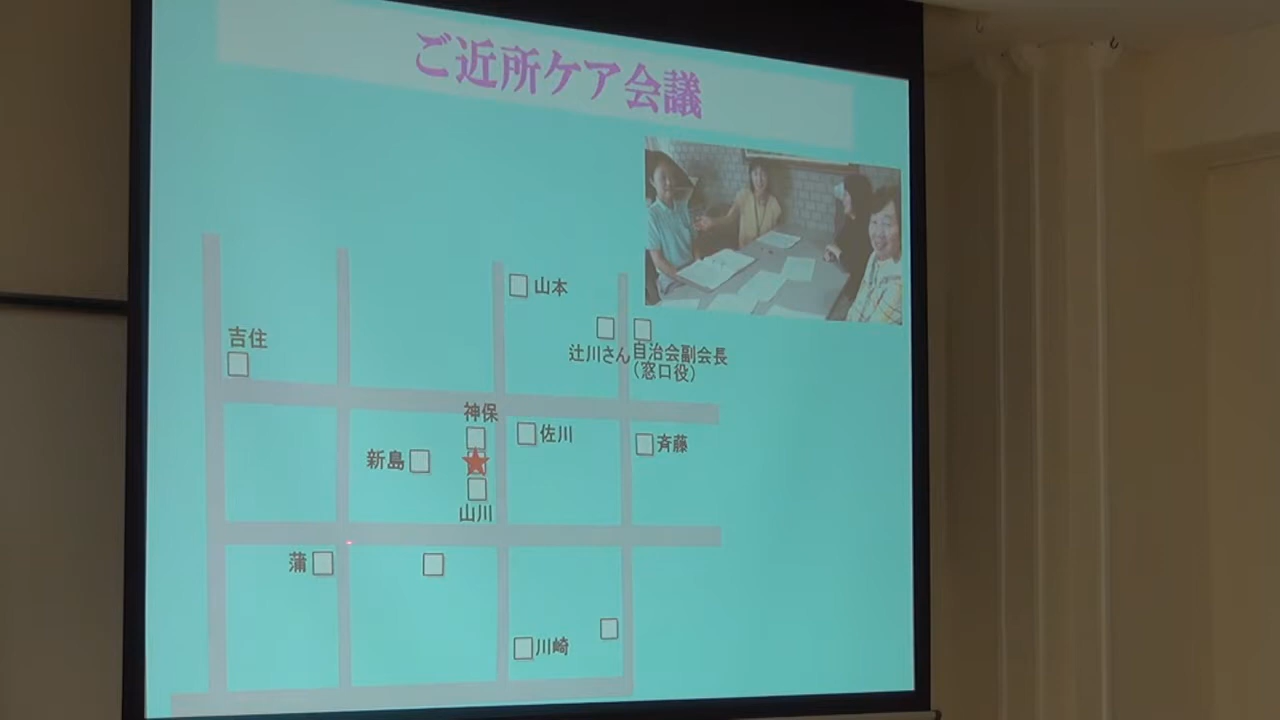 ご近所ケア会議
山本
吉住
辻川さん
自治会副会長
(窓口役)
神保
佐川
斉藤
新島
山川
蒲
川崎